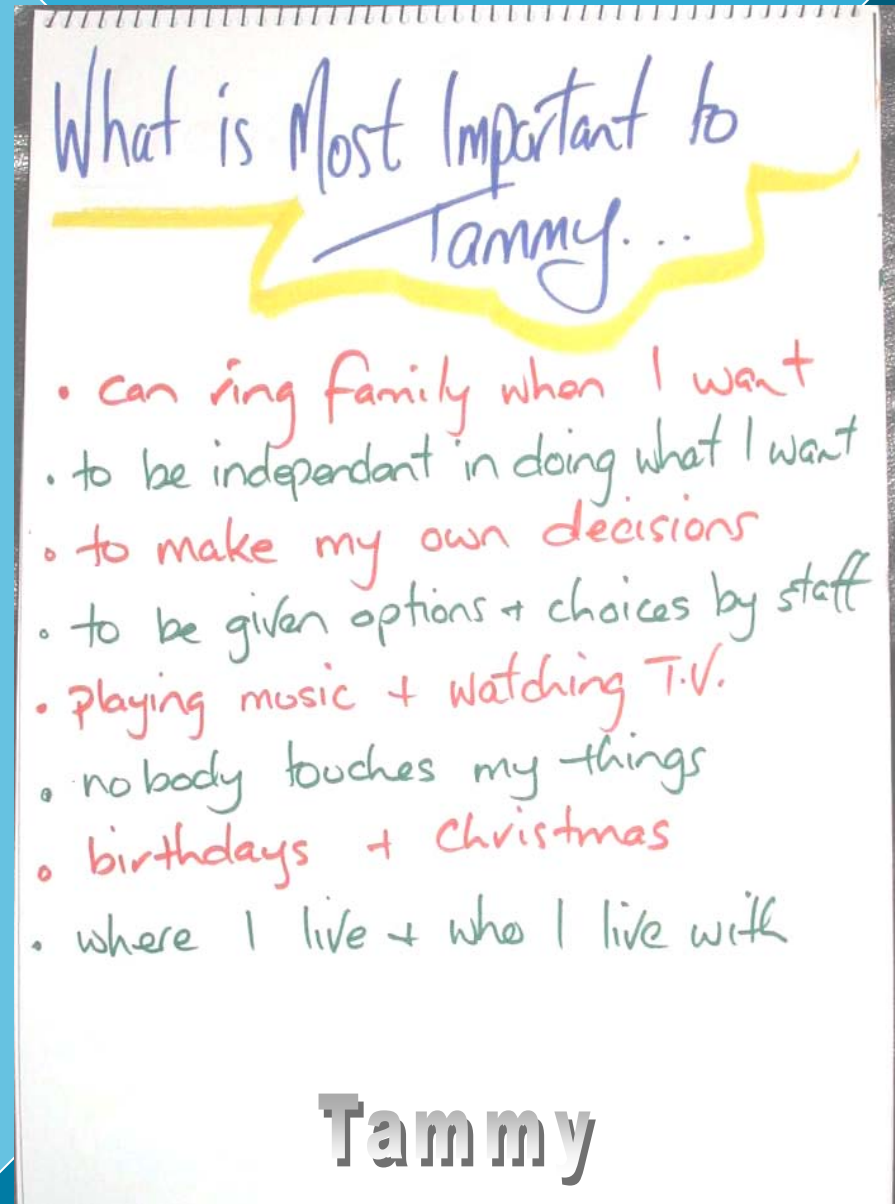 What is Most Important to
Tammy...
• can ring family when I want
• to be independant in doing what I want
• to make my own decisions
• to be given options + choices by staff
• playing music + watching T.V.
• nobody touches my things
• birthdays + Christmas
• where I live + who I live with
Tammy